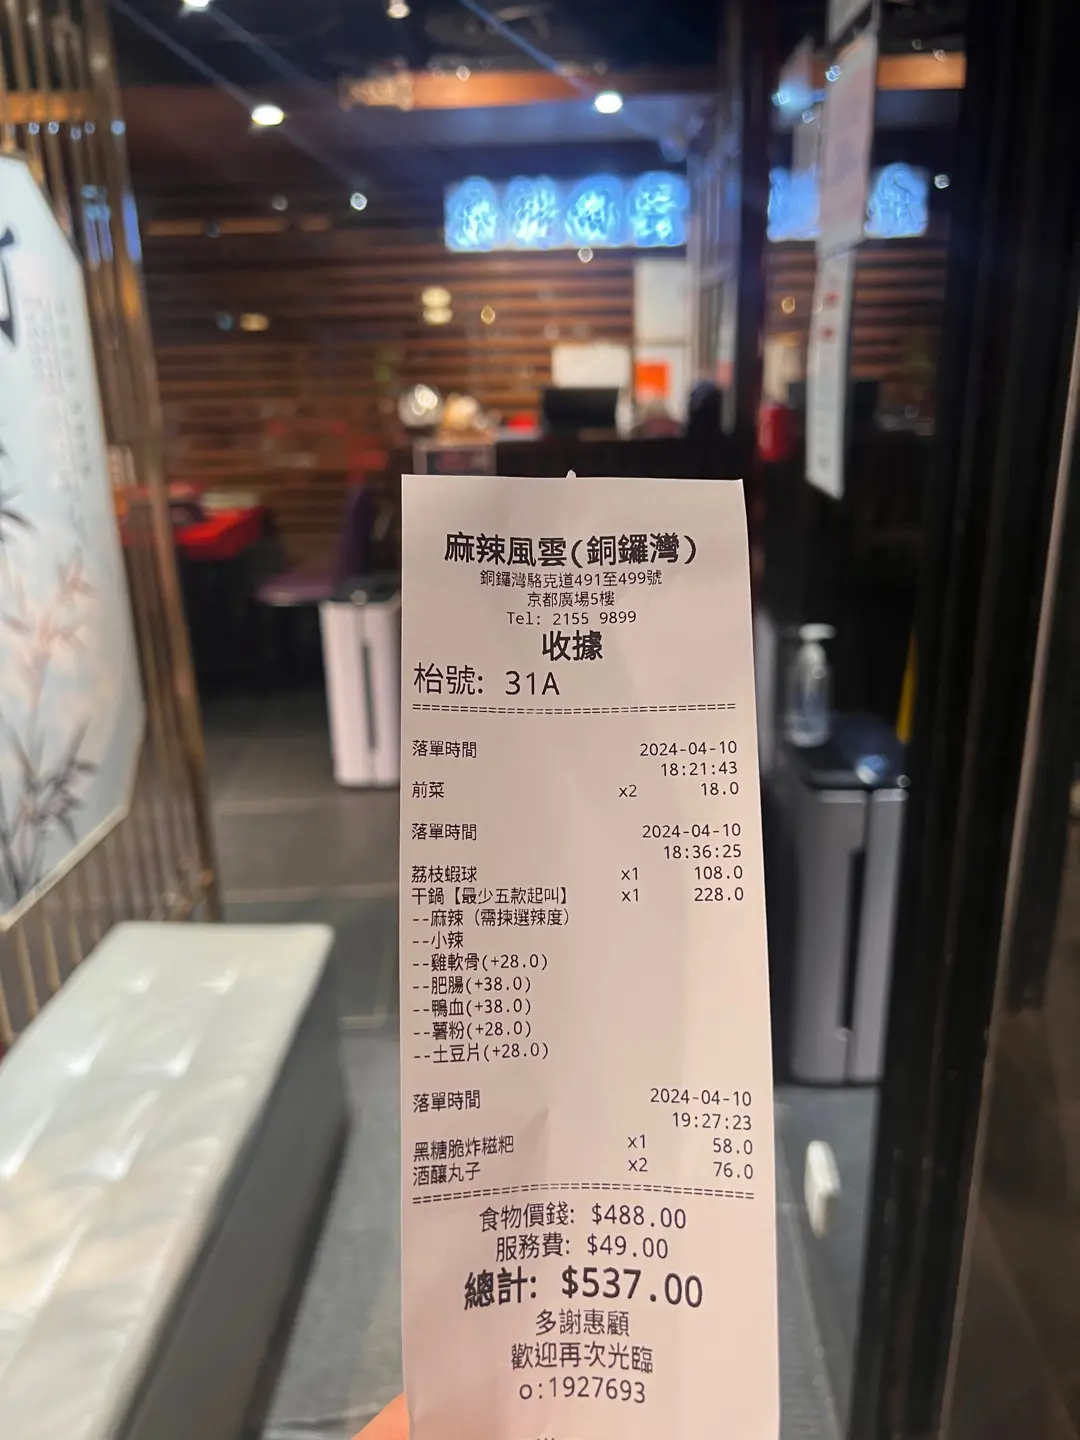 麻辣風雲(銅鑼灣)
銅鑼灣駱克道491至499號
京都廣場5樓
Tel: 2155 9899
收據
枱號: 31A
==================================
落單時間 2024-04-10
18:21:43
前菜 x2 18.0
落單時間 2024-04-10
18:36:25
荔枝蝦球 x1 108.0
干鍋【最少五款起叫】 x1 228.0
--麻辣（需揀選辣度）
--小辣
--雞軟骨(+28.0)
--肥腸(+38.0)
--鴨血(+38.0)
--薯粉(+28.0)
--土豆片(+28.0)
落單時間 2024-04-10
19:27:23
黑糖脆炸糍粑 x1 58.0
酒釀丸子 x2 76.0
==================================
食物價錢: $488.00
服務費: $49.00
總計: $537.00
多謝惠顧
歡迎再次光臨
o:1927693